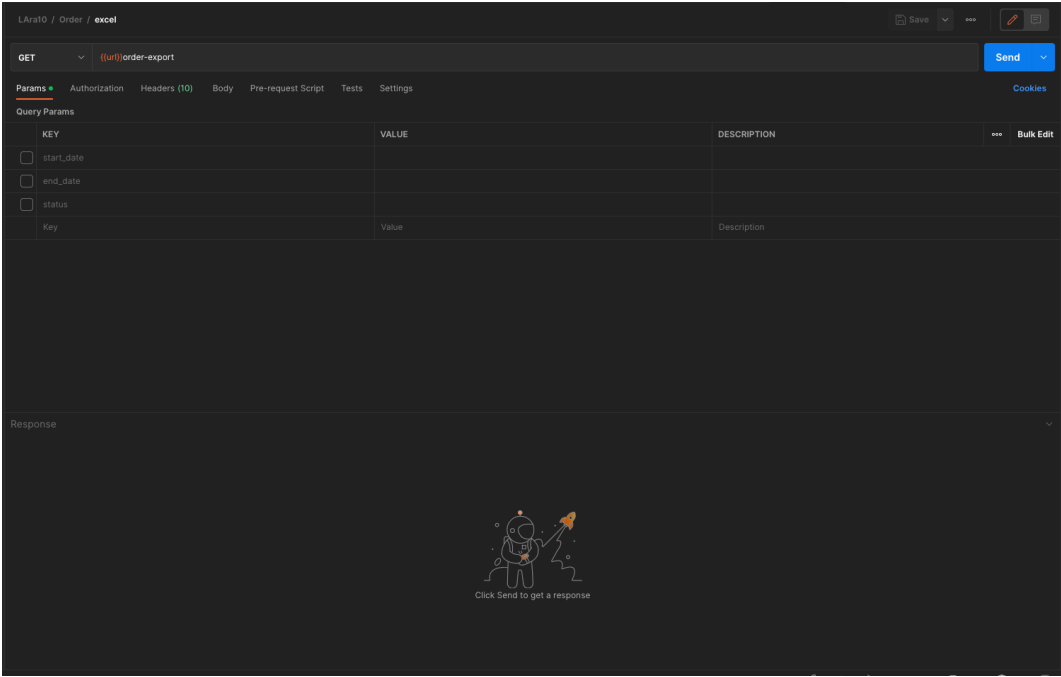 LAra10 / Order / excel
Save
GET
{{url}}order-export
Send
Params
Authorization
Headers (10)
Body
Pre-request Script
Tests
Settings
Cookies
Query Params
KEY
VALUE
DESCRIPTION
Bulk Edit
start_date
end_date
status
Key
Value
Description
Response
Click Send to get a response